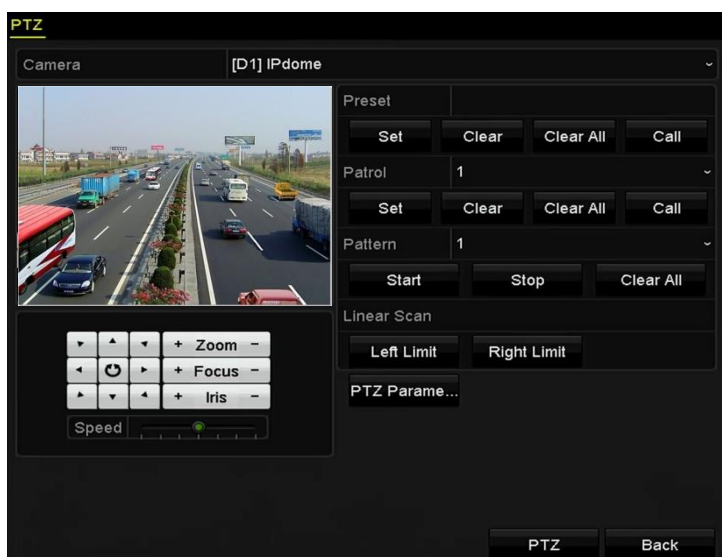 PTZ
Camera [D1] IPdome
Preset
Set Clear Clear All Call
Patrol 1
Set Clear Clear All Call
Pattern 1
Start Stop Clear All
Linear Scan
Left Limit Right Limit
PTZ Parame...
+ Zoom -
+ Focus -
+ Iris -
Speed
PTZ Back